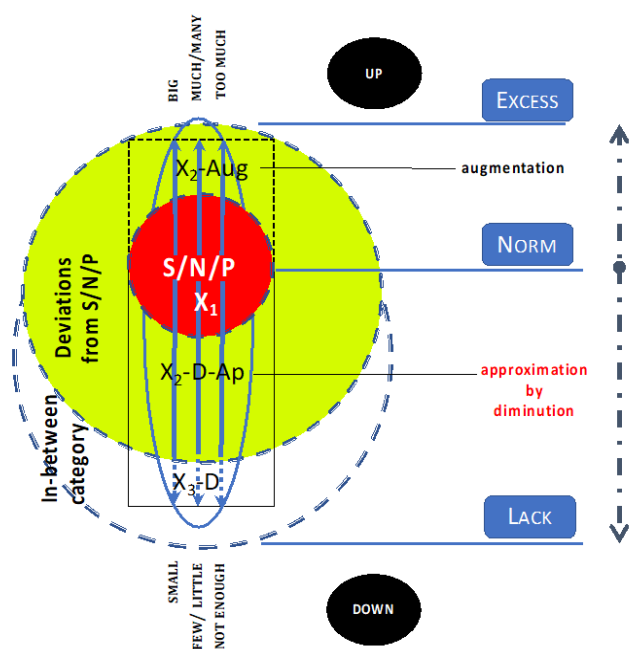 BIG
MUCH/MANY
TOO MUCH
UP
EXCESS
X2-Aug
augmentation
NORM
S/N/P
X1
Deviations
from S/N/P
X2-D-Ap
approximation
by
diminution
In-between
category
X3-D
LACK
SMALL
FEW/ LITTLE
NOT ENOUGH
DOWN